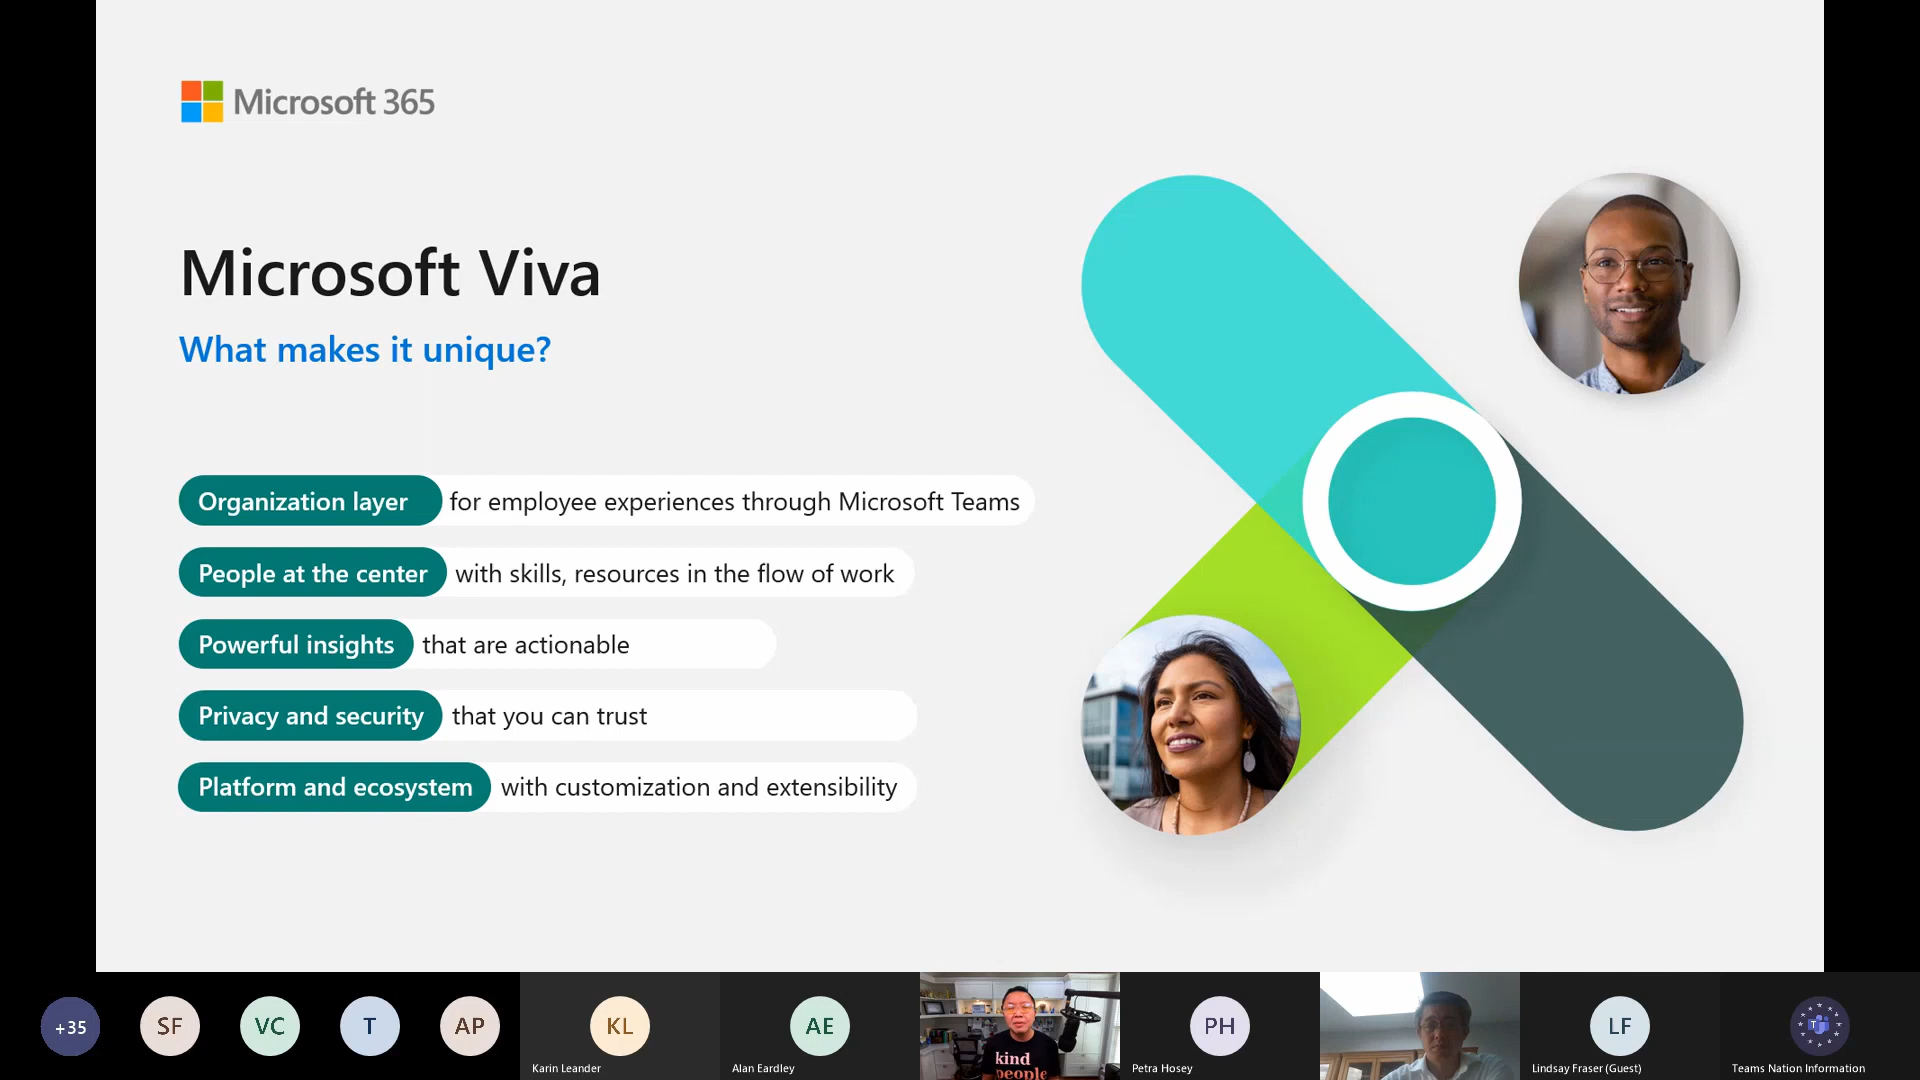 Microsoft 365
Microsoft Viva
What makes it unique?
Organization layer for employee experiences through Microsoft Teams
People at the center with skills, resources in the flow of work
Powerful insights that are actionable
Privacy and security that you can trust
Platform and ecosystem with customization and extensibility
+35
SF
VC
T
AP
KL
Karin Leander
AE
Alan Eardley
kind
people
PH
Petra Hosey
LF
Lindsay Fraser (Guest)
T
Teams Nation Information